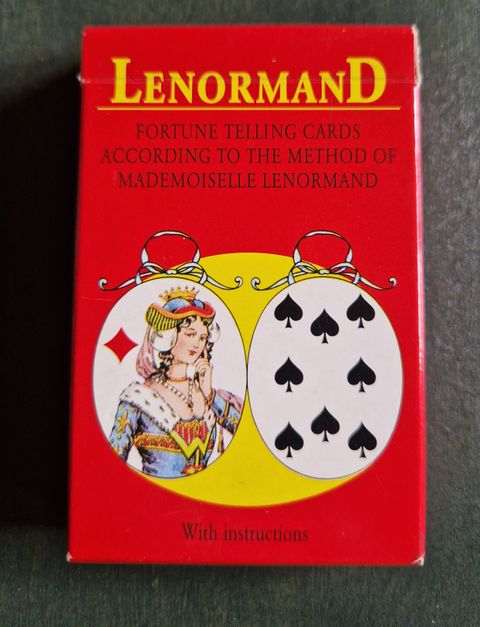 LENORMAND
FORTUNE TELLING CARDS
ACCORDING TO THE METHOD OF
MADEMOISELLE LENORMAND
With instructions